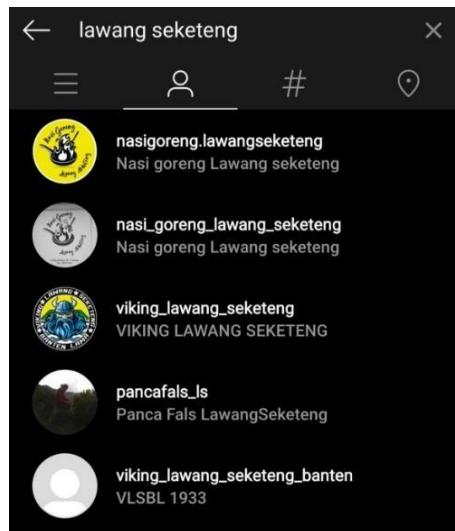 lawang seketeng
#
nasigoreng.lawangseketeng
Nasi goreng Lawang seketeng
nasi_goreng_lawang_seketeng
Nasi goreng Lawang seketeng
viking_lawang_seketeng
VIKING LAWANG SEKETENG
pancafals_ls
Panca Fals LawangSeketeng
viking_lawang_seketeng_banten
VLSBL 1933